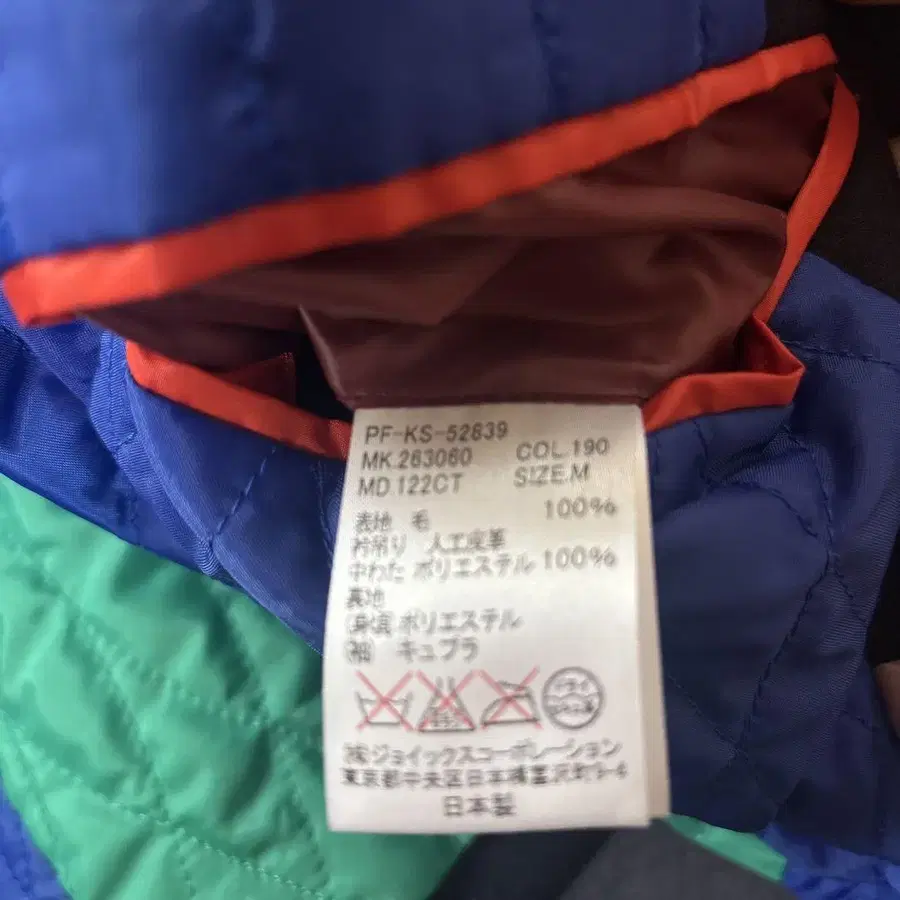 PF-KS-52839
MK.263060 COL.190
MD.122CT SIZE.M
表地 毛 100%
衿吊り 人工皮革
中わた ポリエステル 100%
裏地
(身頃) ポリエステル
(袖) キュプラ
(株)ジョイックスコーポレーション
東京都中央区日本橋富沢町9-4
日本製